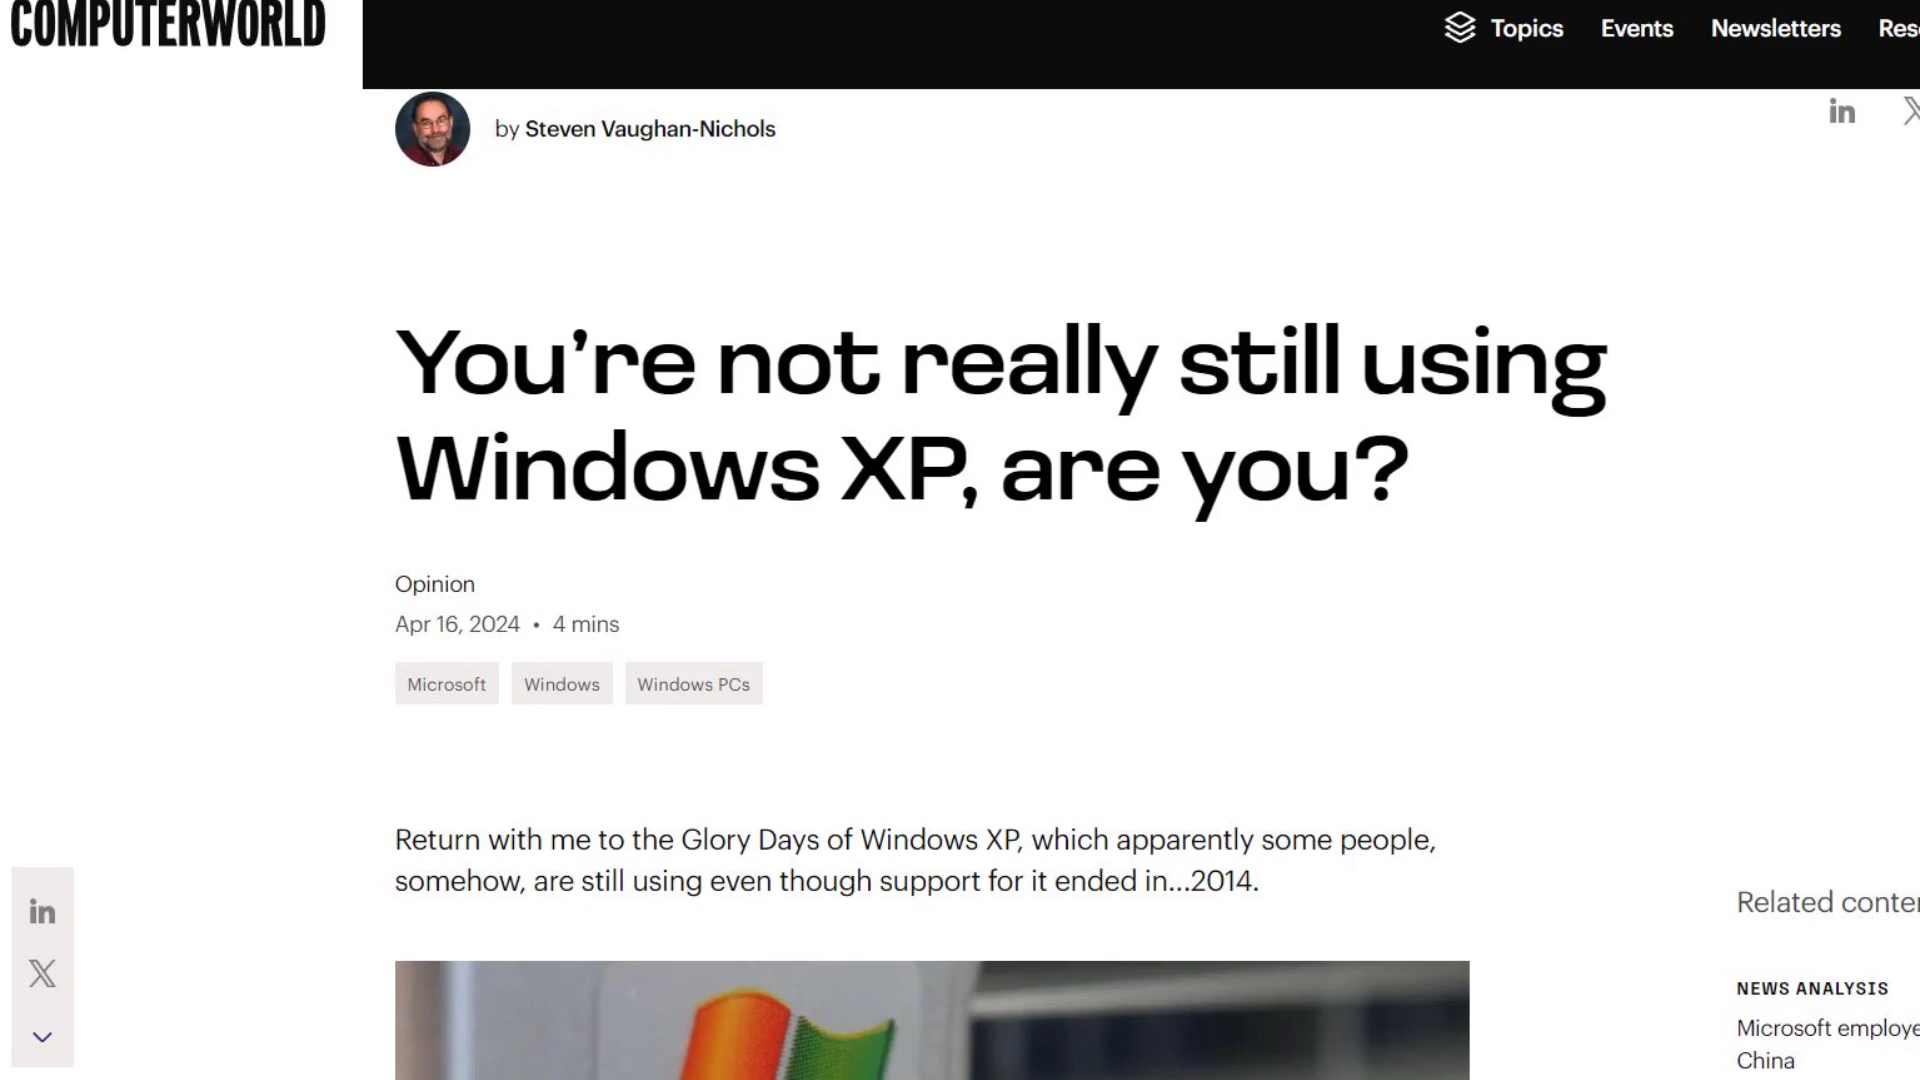 COMPUTERWORLD
Topics Events Newsletters
by Steven Vaughan-Nichols
You’re not really still using
Windows XP, are you?
Opinion
Apr 16, 2024 • 4 mins
Microsoft Windows Windows PCs
Return with me to the Glory Days of Windows XP, which apparently some people,
somehow, are still using even though support for it ended in…2014.
Related
NEWS ANALYSIS
Microsoft
China